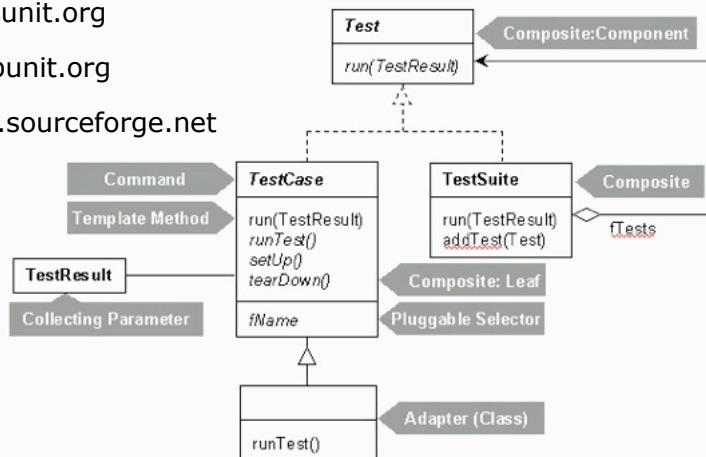 unit.org
Test
Composite:Component
run(TestResult)
unit.org
.sourceforge.net
Command
TestCase
TestSuite
Composite
Template Method
run(TestResult)
runTest()
setUp()
tearDown()
run(TestResult)
addTest(Test)
fTests
TestResult
Composite: Leaf
Collecting Parameter
fName
Pluggable Selector
Adapter (Class)
runTest()